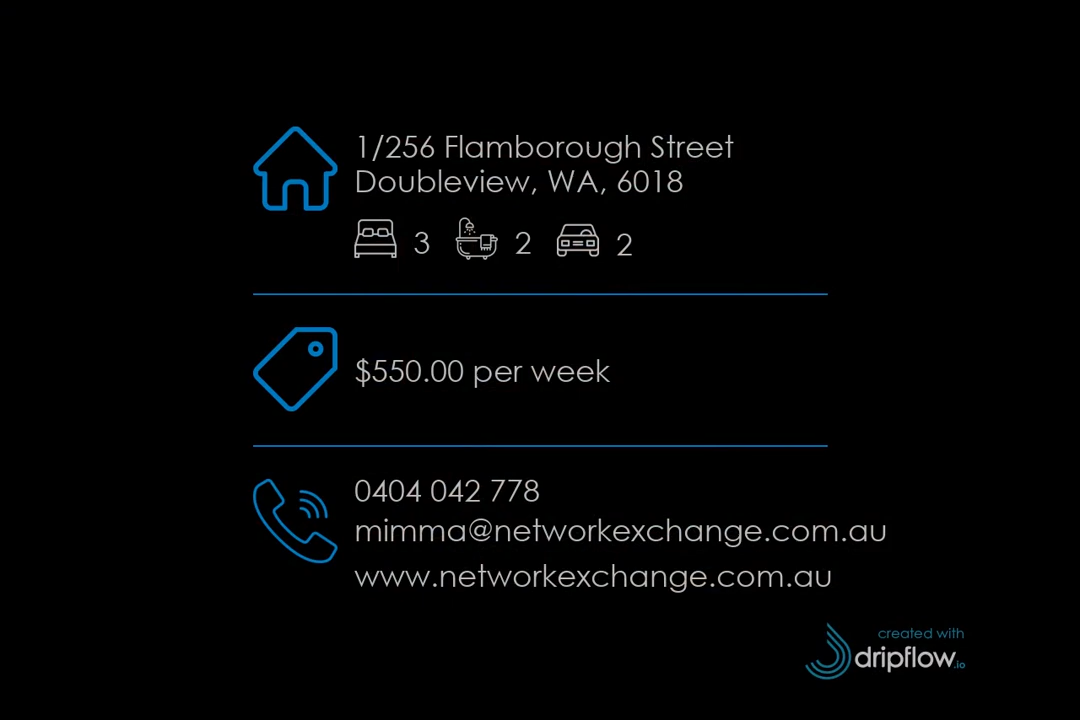 1/256 Flamborough Street
Doubleview, WA, 6018
3 2 2
$550.00 per week
0404 042 778
mimma@networkexchange.com.au
www.networkexchange.com.au
created with
dripflow.io